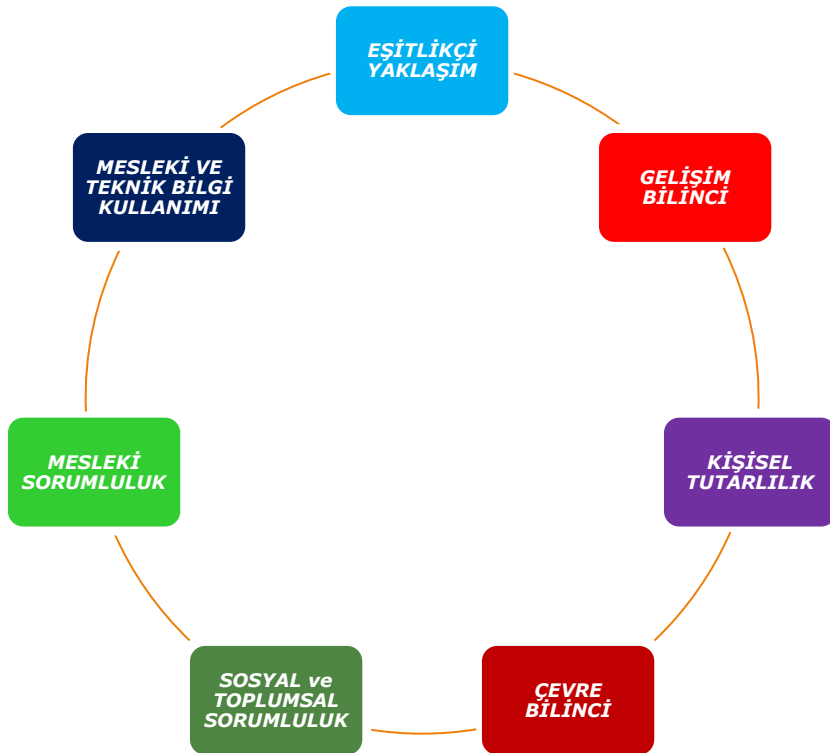 EŞİTLİKÇİ
YAKLAŞIM
GELİŞİM
BİLİNCİ
KİŞİSEL
TUTARLILIK
ÇEVRE
BİLİNCİ
SOSYAL ve
TOPLUMSAL
SORUMLULUK
MESLEKİ
SORUMLULUK
MESLEKİ VE
TEKNİK BİLGİ
KULLANIMI